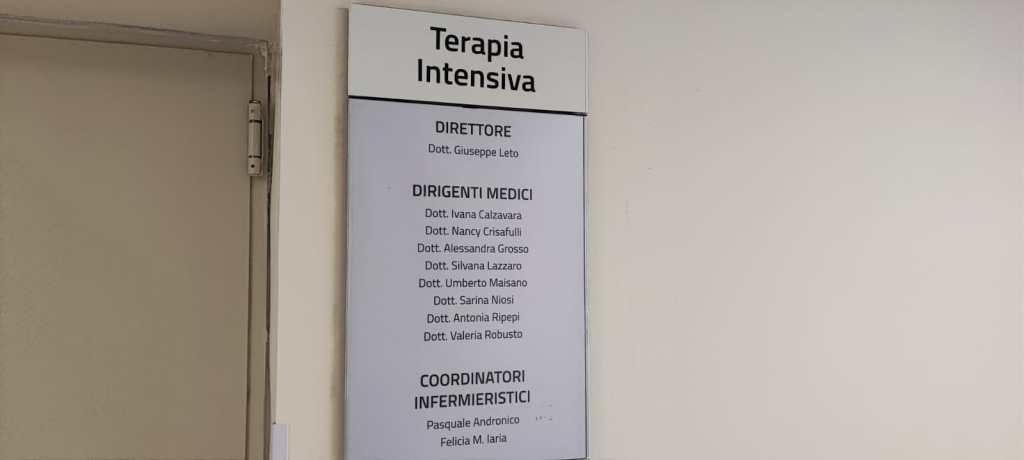 Terapia
Intensiva
DIRETTORE
Dott. Giuseppe Leto
DIRIGENTI MEDICI
Dott. Ivana Calzavara
Dott. Nancy Crisafulli
Dott. Alessandra Grosso
Dott. Silvana Lazzaro
Dott. Umberto Maisano
Dott. Sarina Niosi
Dott. Antonia Ripepi
Dott. Valeria Robusto
COORDINATORI
INFERMIERISTICI
Pasquale Andronico
Felicia M. Iaria